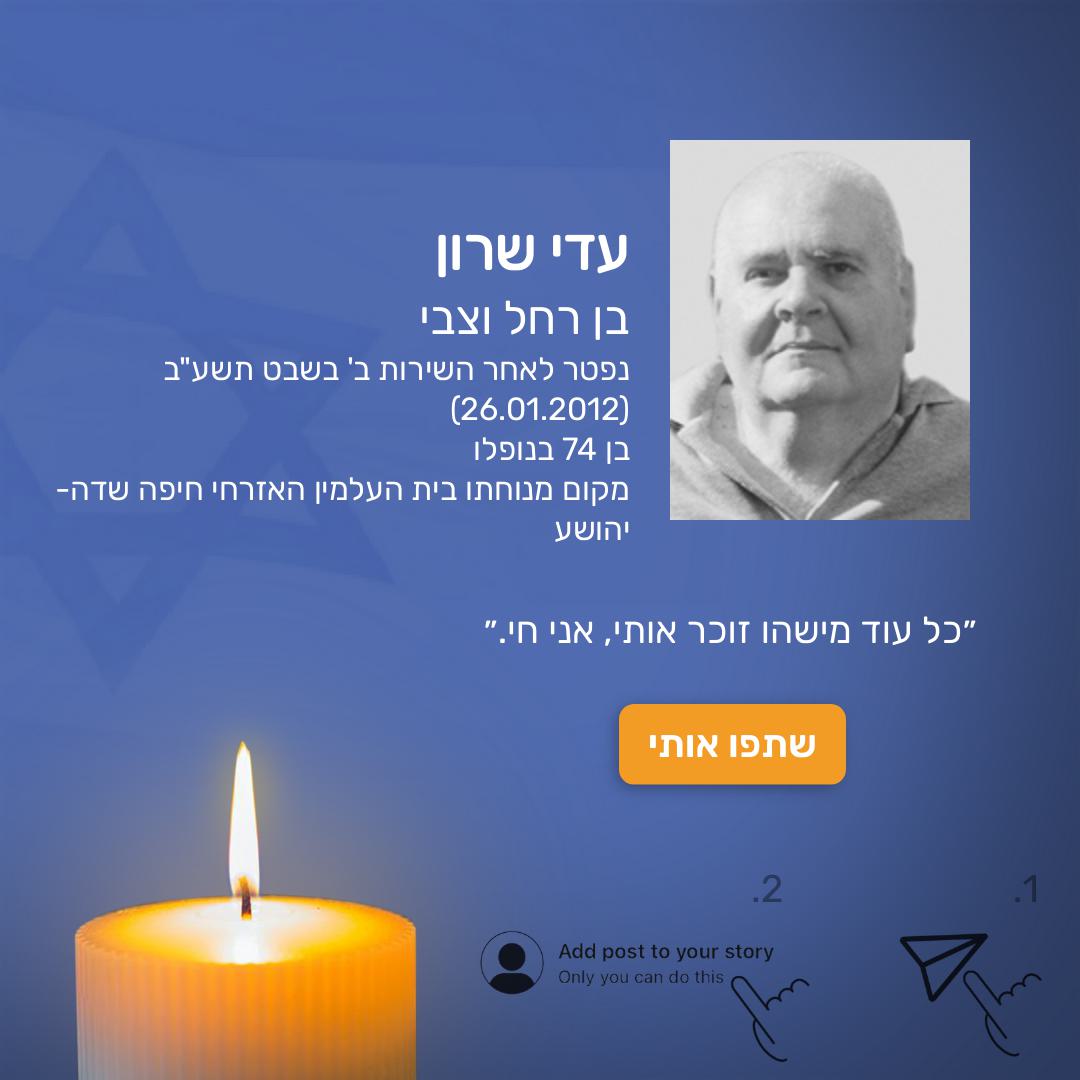 עדי שרון
בן רחל וצבי
נפטר לאחר השירות ב' בשבט תשע"ב
(26.01.2012)
בן 74 בנופלו
מקום מנוחתו בית העלמין האזרחי חיפה שדה-
יהושע
״כל עוד מישהו זוכר אותי, אני חי.״
שתפו אותי
1.
2.
Add post to your story
Only you can do this